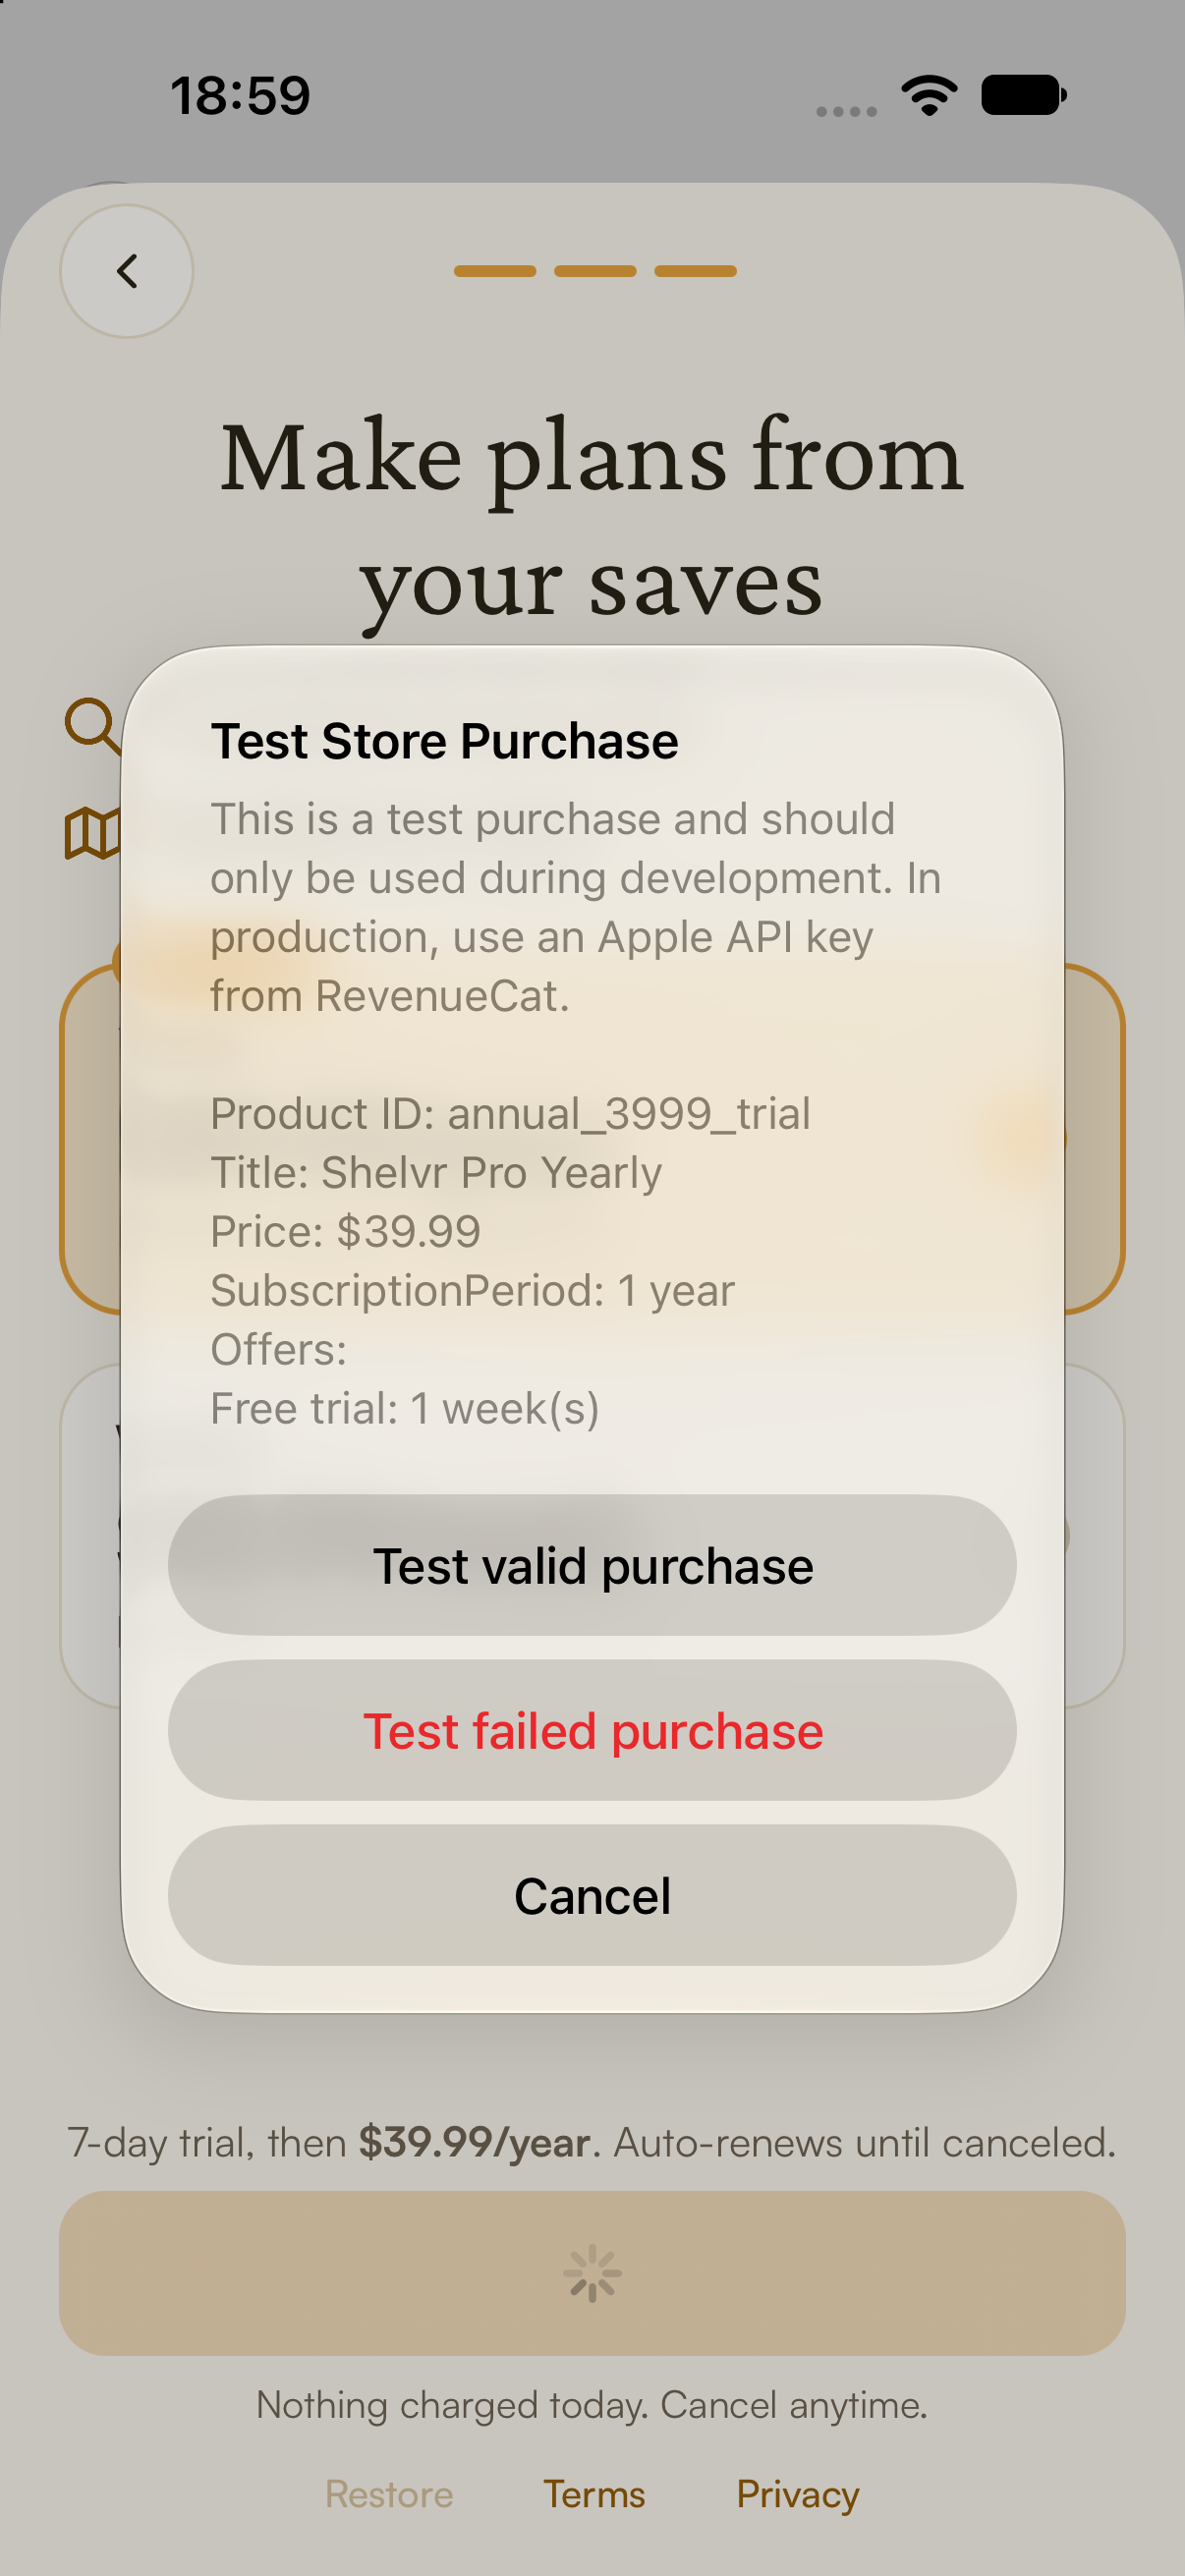 18:59
Make plans from
your saves
Test Store Purchase
This is a test purchase and should
only be used during development. In
production, use an Apple API key
from RevenueCat.
Product ID: annual_3999_trial
Title: Shelvr Pro Yearly
Price: $39.99
SubscriptionPeriod: 1 year
Offers:
Free trial: 1 week(s)
Test valid purchase
Test failed purchase
Cancel
7-day trial, then $39.99/year. Auto-renews until canceled.
Nothing charged today. Cancel anytime.
Restore Terms Privacy